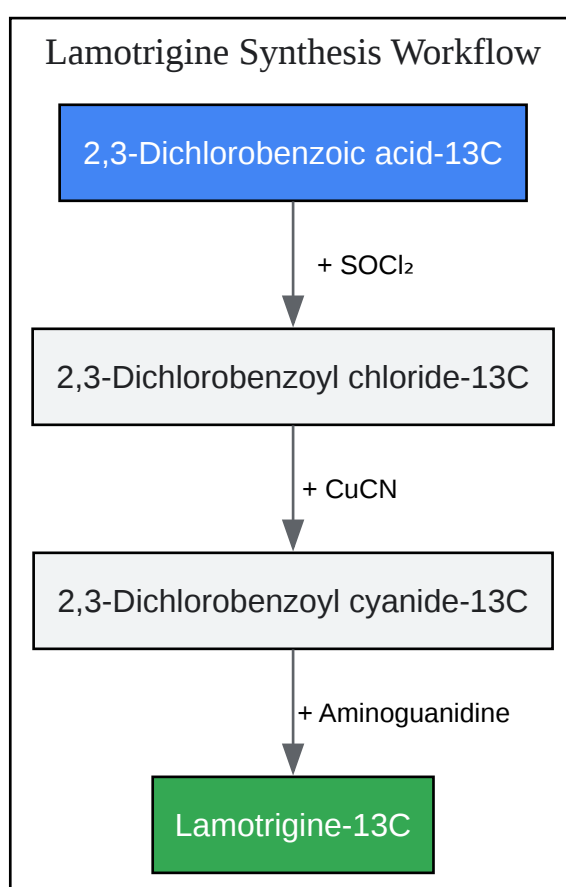 Lamotrigine Synthesis Workflow
2,3-Dichlorobenzoic acid-13C
+ SOCl₂
2,3-Dichlorobenzoyl chloride-13C
+ CuCN
2,3-Dichlorobenzoyl cyanide-13C
+ Aminoguanidine
Lamotrigine-13C